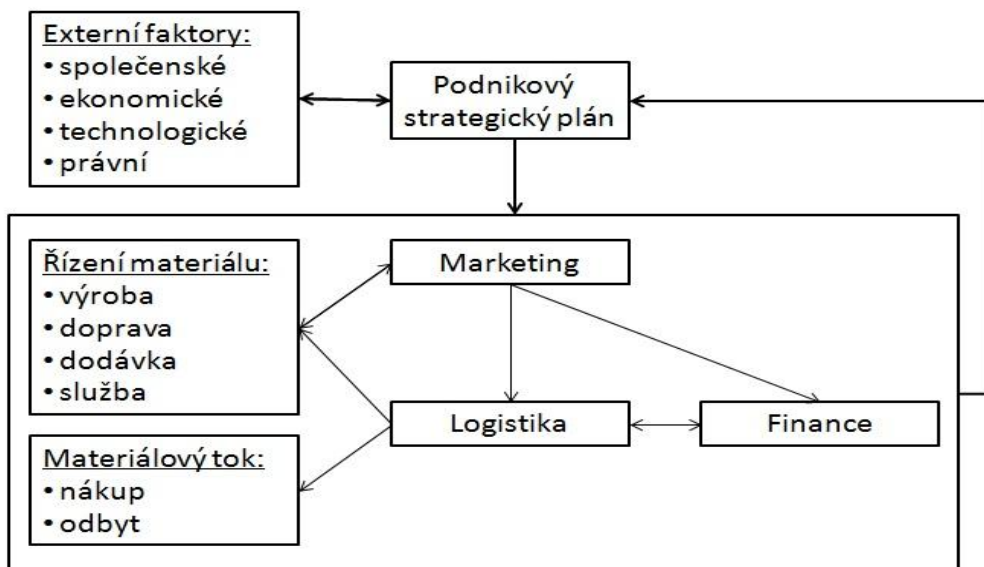 Externí faktory:
• společenské
• ekonomické
• technologické
• právní
Podnikový
strategický plán
Řízení materiálu:
• výroba
• doprava
• dodávka
• služba
Marketing
Logistika
Finance
Materiálový tok:
• nákup
• odbyt